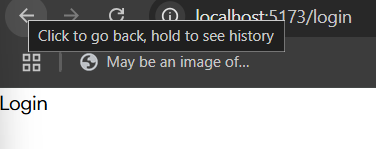 localhost:5173/login
Click to go back, hold to see history
May be an image of...
Login